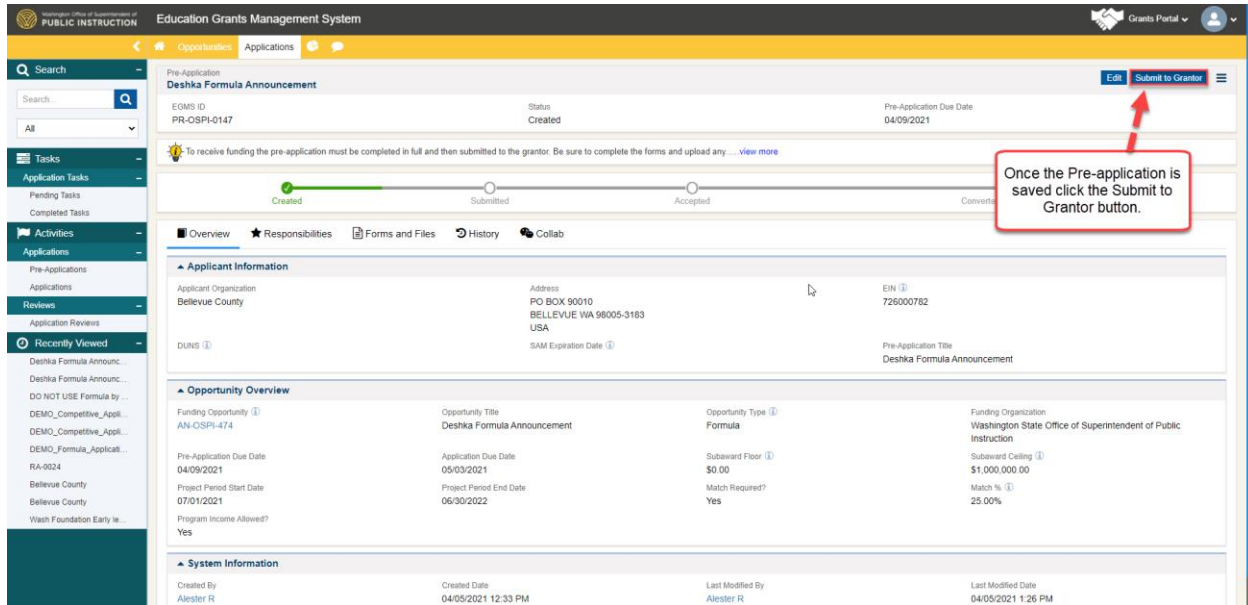 Washington Office of Superintendent of
PUBLIC INSTRUCTION
Education Grants Management System
Grants Portal
Opportunities Applications
Search
Search...
All
Tasks
Application Tasks
Pending Tasks
Completed Tasks
Activities
Applications
Pre-Applications
Applications
Reviews
Application Reviews
Recently Viewed
Deshka Formula Announc...
Deshka Formula Announc...
DO NOT USE Formula by ...
DEMO_Competitive_Appli...
DEMO_Competitive_Appli...
DEMO_Formula_Applicati...
RA-0024
Bellevue County
Bellevue County
Wash Foundation Early le...
Pre-Application
Deshka Formula Announcement
Edit Submit to Grantor
EGMS ID Status Pre-Application Due Date
PR-OSPI-0147 Created 04/09/2021
To receive funding the pre-application must be completed in full and then submitted to the grantor. Be sure to complete the forms and upload any.....view more
Once the Pre-application is
saved click the Submit to
Grantor button.
Created Submitted Accepted Converte
Overview Responsibilities Forms and Files History Collab
Applicant Information
Applicant Organization Address EIN
Bellevue County PO BOX 90010 726000782
BELLEVUE WA 98005-3183
USA
DUNS SAM Expiration Date Pre-Application Title
Deshka Formula Announcement
Opportunity Overview
Funding Opportunity Opportunity Title Opportunity Type Funding Organization
AN-OSPI-474 Deshka Formula Announcement Formula Washington State Office of Superintendent of Public
Instruction
Pre-Application Due Date Application Due Date Subaward Floor Subaward Ceiling
04/09/2021 05/03/2021 $0.00 $1,000,000.00
Project Period Start Date Project Period End Date Match Required? Match %
07/01/2021 06/30/2022 Yes 25.00%
Program Income Allowed?
Yes
System Information
Created By Created Date Last Modified By Last Modified Date
Alester R 04/05/2021 12:33 PM Alester R 04/05/2021 1:26 PM